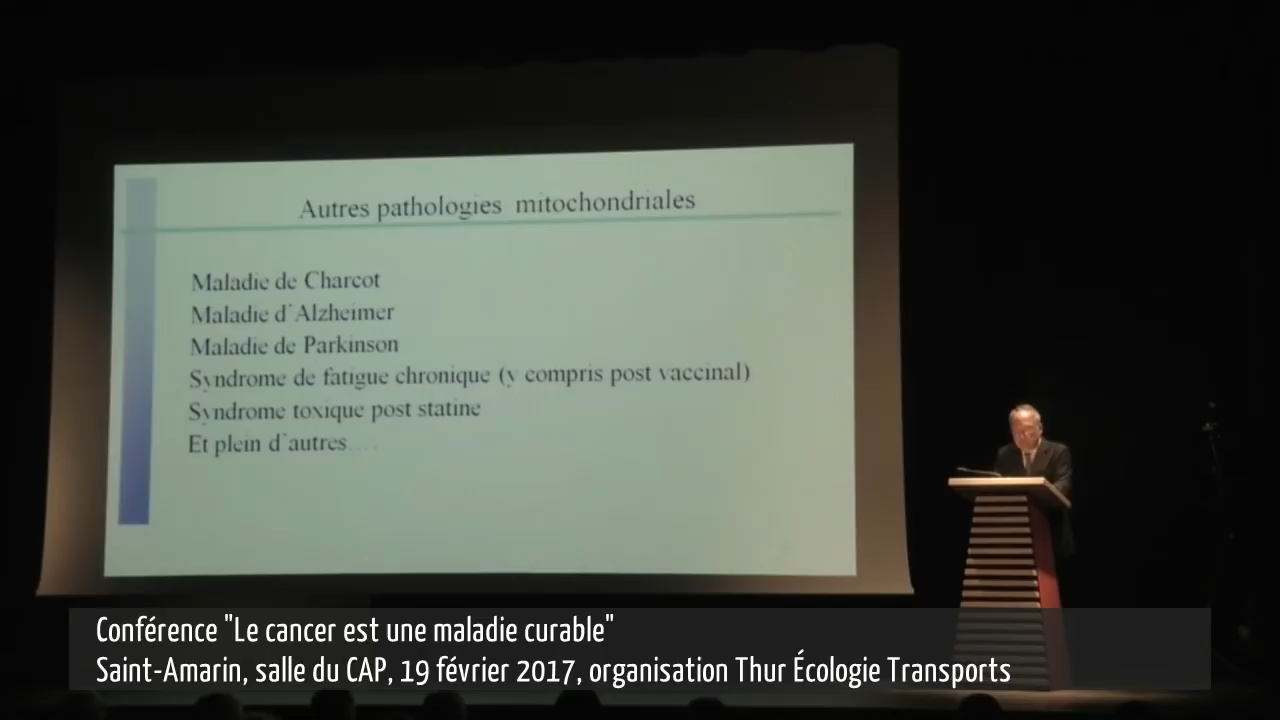 Autres pathologies mitochondriales
Maladie de Charcot
Maladie d'Alzheimer
Maladie de Parkinson
Syndrome de fatigue chronique (y compris post vaccinal)
Syndrome toxique post statine
Et plein d'autres....
Conférence "Le cancer est une maladie curable"
Saint-Amarin, salle du CAP, 19 février 2017, organisation Thur Écologie Transports